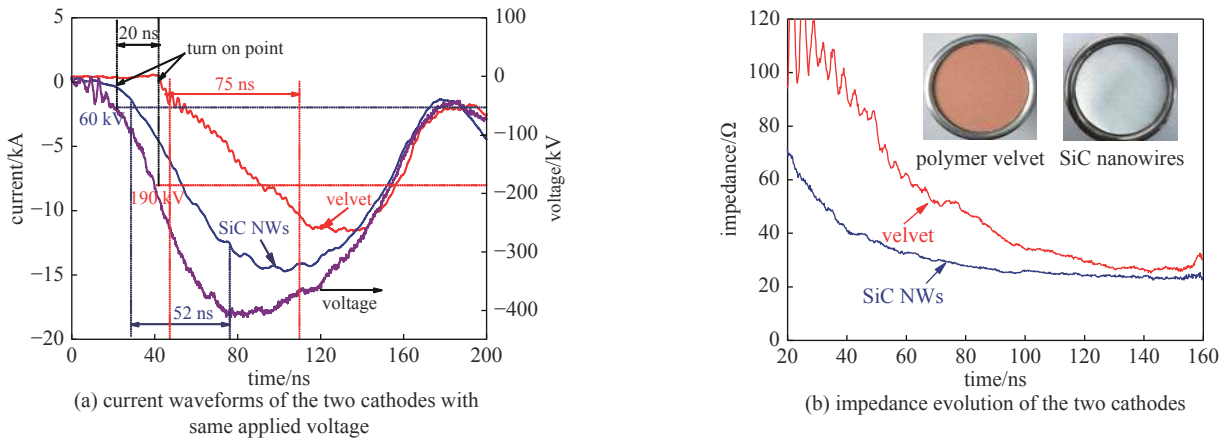 5
0
−5
−10
−15
−20
current/kA
100
0
−100
−200
−300
−400
voltage/kV
20 ns
turn on point
75 ns
60 kV
190 kV
velvet
SiC NWs
voltage
52 ns
0
40
80
120
160
200
time/ns
(a) current waveforms of the two cathodes with
same applied voltage
120
100
80
60
40
20
0
impedance/Ω
polymer velvet
SiC nanowires
velvet
SiC NWs
20
40
60
80
100
120
140
160
time/ns
(b) impedance evolution of the two cathodes